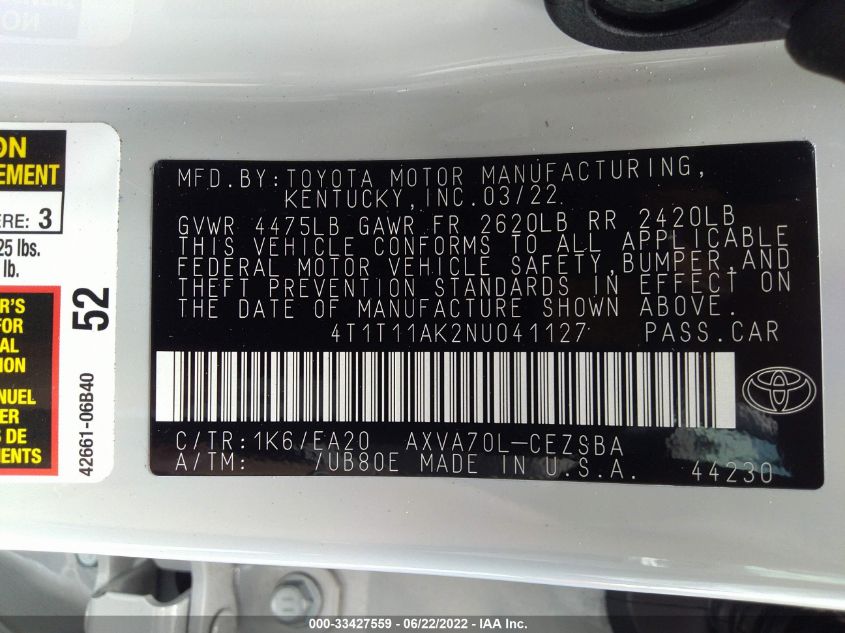 ON
EMENT
ERE: 3
25 lbs.
lb.
R'S
FOR
AL
ION
NUEL
ER
S DE
MENTS
42661-06B40
52
MFD.BY:TOYOTA MOTOR MANUFACTURING,
KENTUCKY,INC.03/22
GVWR 4475LB GAWR FR 2620LB RR 2420LB
THIS VEHICLE CONFORMS TO ALL APPLICABLE
FEDERAL MOTOR VEHICLE SAFETY,BUMPER,AND
THEFT PREVENTION STANDARDS IN EFFECT ON
THE DATE OF MANUFACTURE SHOWN ABOVE.
4T1T11AK2NU041127 PASS.CAR
C/TR:1K6/EA20 AXVA70L-CEZSBA
A/TM: 7UB80E MADE IN U.S.A. 44230
000-33427559 - 06/22/2022 - IAA Inc.